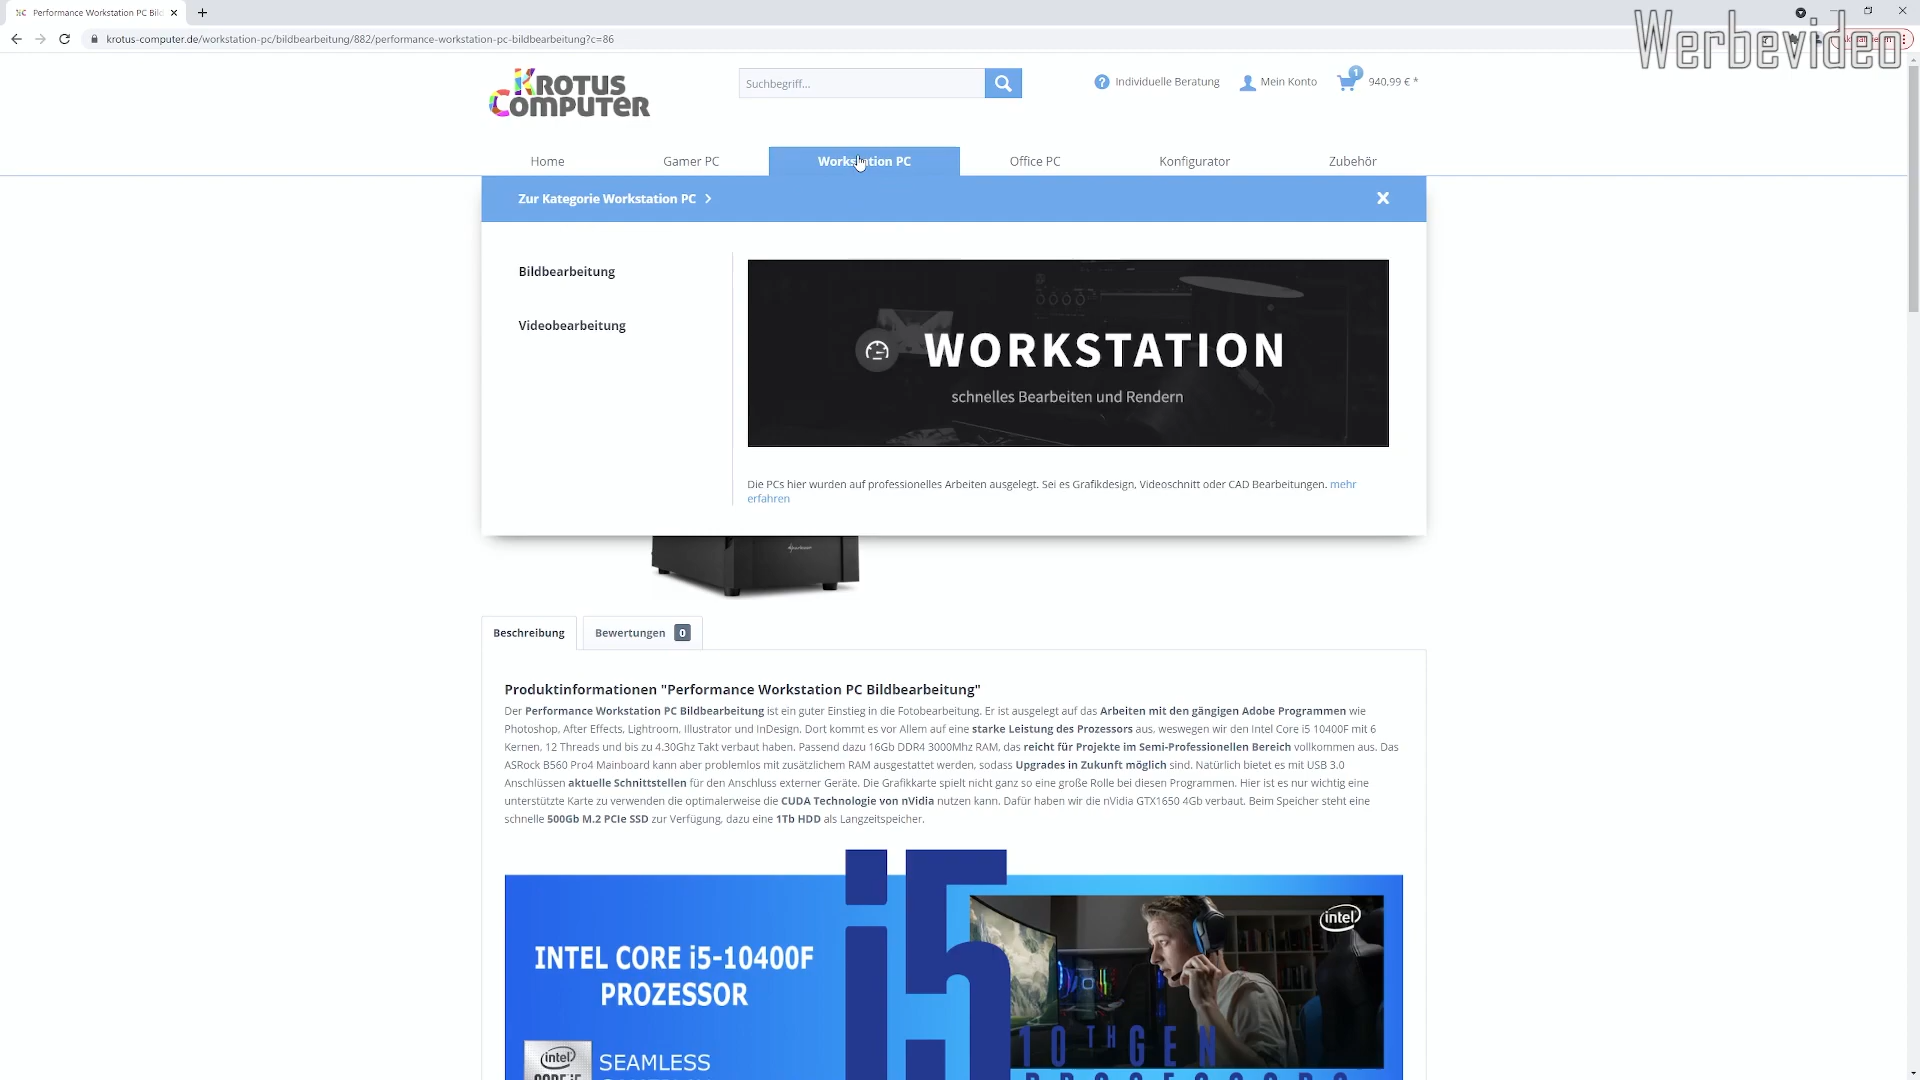 Performance Workstation PC Bild
krotus-computer.de/workstation-pc/bildbearbeitung/882/performance-workstation-pc-bildbearbeitung?c=86
Werbevideo
KROTUS
COMPUTER
Suchbegriff...
Individuelle Beratung
Mein Konto
1
940,99 € *
Home
Gamer PC
Workstation PC
Office PC
Konfigurator
Zubehör
Zur Kategorie Workstation PC
Bildbearbeitung
Videobearbeitung
WORKSTATION
schnelles Bearbeiten und Rendern
Die PCs hier wurden auf professionelles Arbeiten ausgelegt. Sei es Grafikdesign, Videoschnitt oder CAD Bearbeitungen. mehr
erfahren
Beschreibung
Bewertungen 0
Produktinformationen "Performance Workstation PC Bildbearbeitung"
Der Performance Workstation PC Bildbearbeitung ist ein guter Einstieg in die Fotobearbeitung. Er ist ausgelegt auf das Arbeiten mit den gängigen Adobe Programmen wie
Photoshop, After Effects, Lightroom, Illustrator und InDesign. Dort kommt es vor Allem auf eine starke Leistung des Prozessors aus, weswegen wir den Intel Core i5 10400F mit 6
Kernen, 12 Threads und bis zu 4.30Ghz Takt verbaut haben. Passend dazu 16Gb DDR4 3000Mhz RAM, das reicht für Projekte im Semi-Professionellen Bereich vollkommen aus. Das
ASRock B560 Pro4 Mainboard kann aber problemlos mit zusätzlichem RAM ausgestattet werden, sodass Upgrades in Zukunft möglich sind. Natürlich bietet es mit USB 3.0
Anschlüssen aktuelle Schnittstellen für den Anschluss externer Geräte. Die Grafikkarte spielt nicht ganz so eine große Rolle bei diesen Programmen. Hier ist es nur wichtig eine
unterstützte Karte zu verwenden die optimalerweise die CUDA Technologie von nVidia nutzen kann. Dafür haben wir die nVidia GTX1650 4Gb verbaut. Beim Speicher steht eine
schnelle 500Gb M.2 PCIe SSD zur Verfügung, dazu eine 1Tb HDD als Langzeitspeicher.
i5
intel
INTEL CORE i5-10400F
PROZESSOR
10THGEN
intel
SEAMLESS